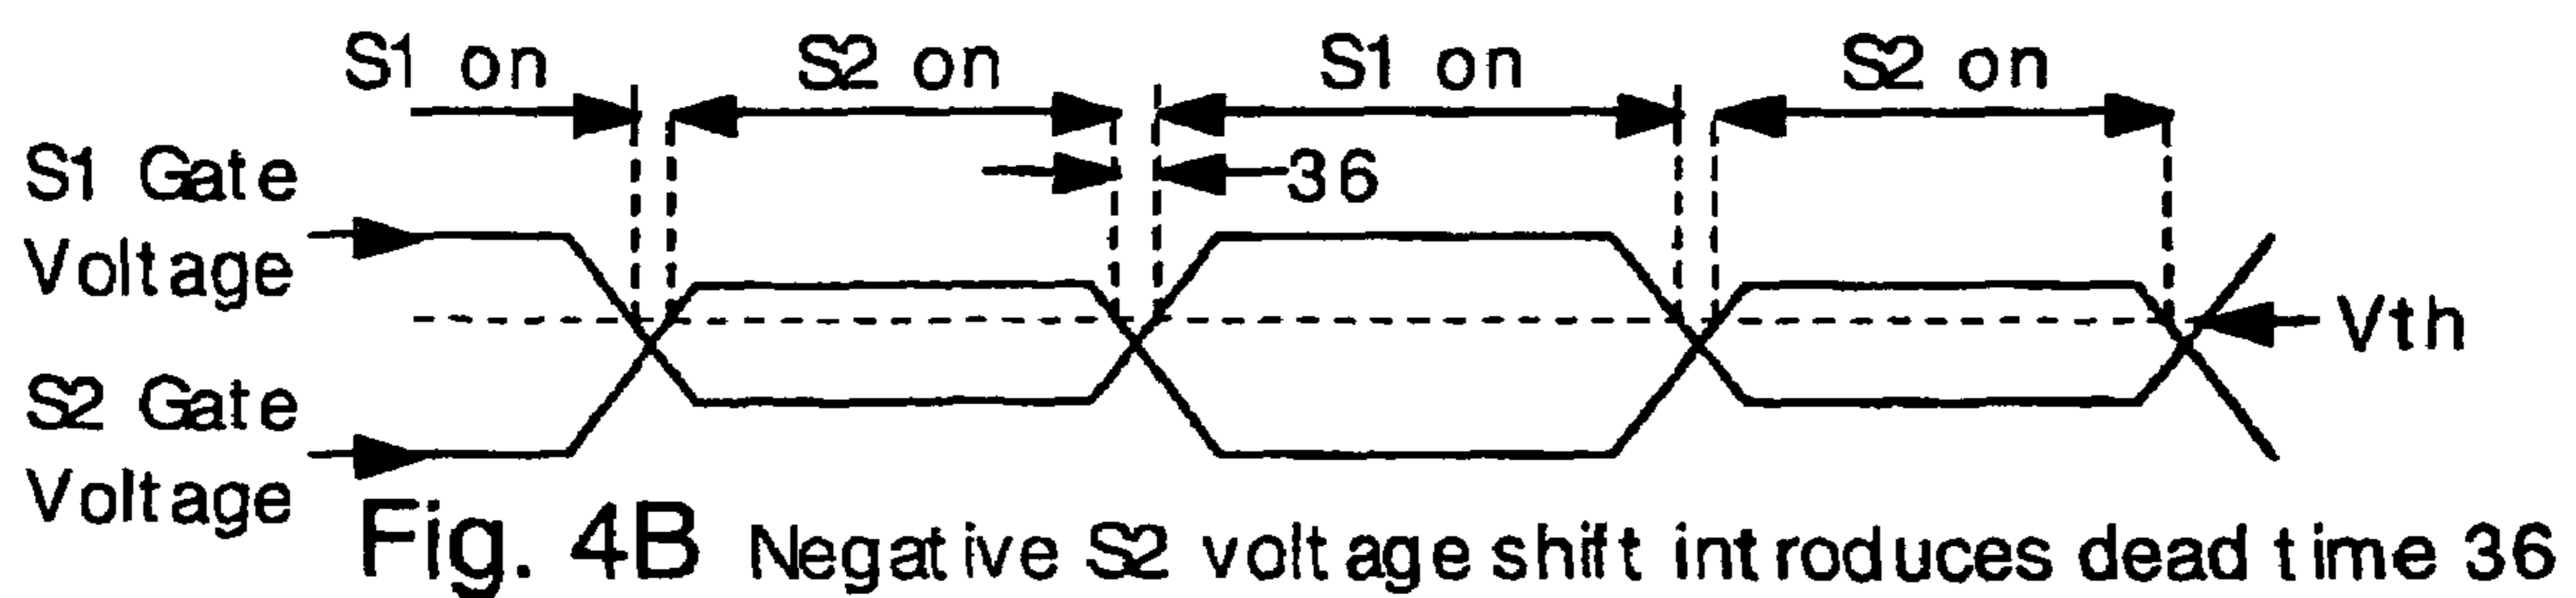 S1 on S2 on S1 on S2 on
36
S1 Gate
Voltage
Vth
S2 Gate
Voltage
Fig. 4B Negative S2 voltage shift introduces dead time 36